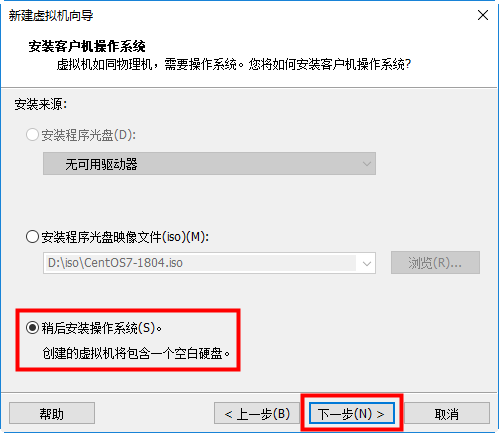 新建虚拟机向导
安装客户机操作系统
虚拟机如同物理机，需要操作系统。您将如何安装客户机操作系统?
安装来源:
安装程序光盘(D):
无可用驱动器
安装程序光盘映像文件(iso)(M):
D:\iso\CentOS7-1804.iso
浏览(R)...
稍后安装操作系统(S)。
创建的虚拟机将包含一个空白硬盘。
帮助
< 上一步(B)
下一步(N) >
取消